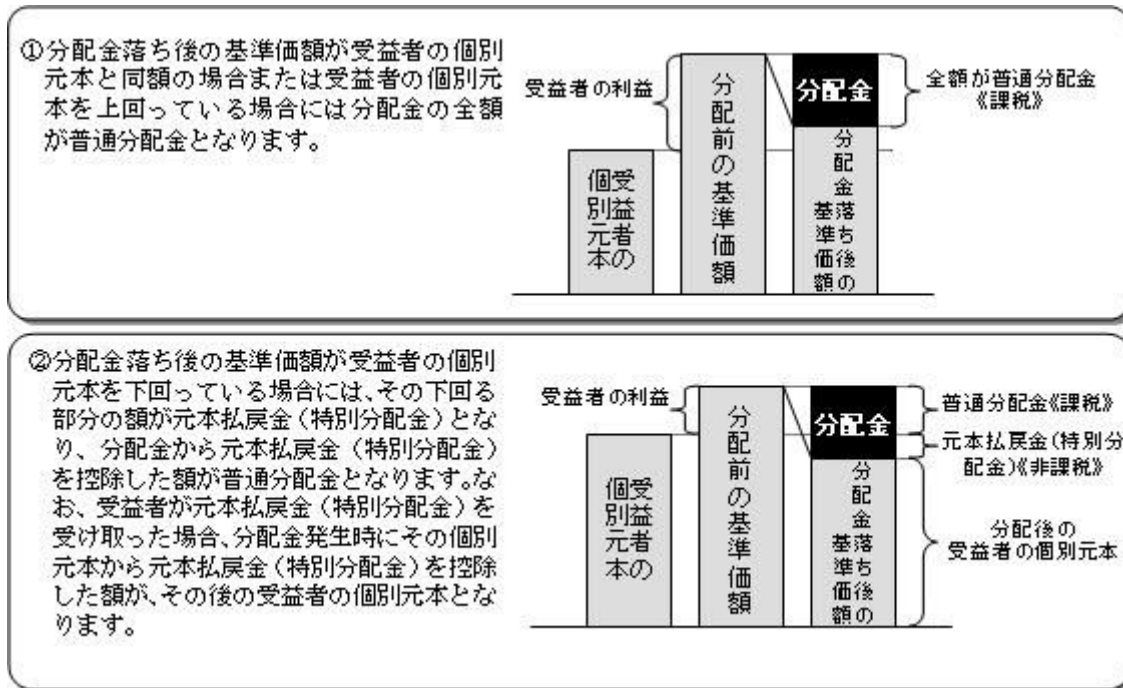 ①分配金落ち後の基準価額が受益者の個別
元本と同額の場合または受益者の個別元
本を上回っている場合には分配金の全額
が普通分配金となります。
受益者の利益
受益者の
個別元本
分配前の基準価額
分配金
分配金落ち後の
基準価額
全額が普通分配金
《課税》
②分配金落ち後の基準価額が受益者の個別
元本を下回っている場合には、その下回る
部分の額が元本払戻金（特別分配金）とな
り、分配金から元本払戻金（特別分配金）
を控除した額が普通分配金となります。な
お、受益者が元本払戻金（特別分配金）を
受け取った場合、分配金発生時にその個別
元本から元本払戻金（特別分配金）を控除
した額が、その後の受益者の個別元本とな
ります。
受益者の利益
受益者の
個別元本
分配前の基準価額
分配金
分配金落ち後の
基準価額
普通分配金《課税》
元本払戻金（特別分
配金）《非課税》
分配後の
受益者の個別元本